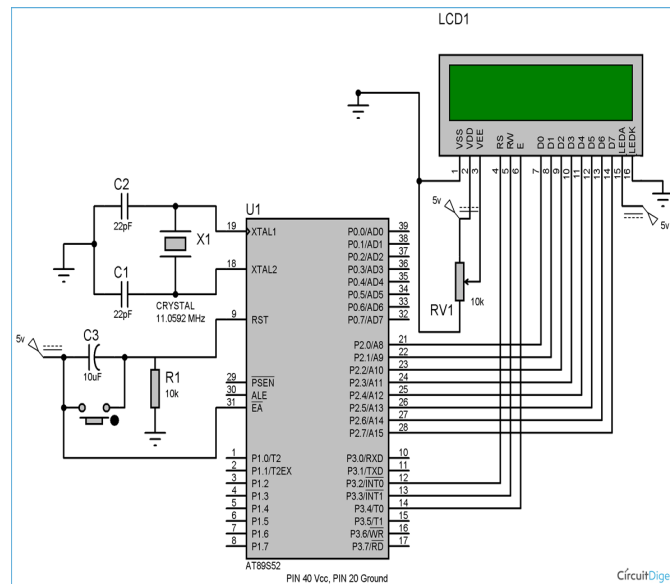 LCD1
VSS
VDD
VEE
RS
RW
E
D0
D1
D2
D3
D4
D5
D6
D7
LEDA
LEDK
1
2
3
4
5
6
7
8
9
10
11
12
13
14
15
16
5v
5v
RV1
10k
C2
22pF
X1
C1
22pF
CRYSTAL
11.0592 MHz
5v
C3
10uF
R1
10k
U1
19 XTAL1
18 XTAL2
9 RST
29 PSEN
30 ALE
31 EA
1 P1.0/T2
2 P1.1/T2EX
3 P1.2
4 P1.3
5 P1.4
6 P1.5
7 P1.6
8 P1.7
P0.0/AD0 39
P0.1/AD1 38
P0.2/AD2 37
P0.3/AD3 36
P0.4/AD4 35
P0.5/AD5 34
P0.6/AD6 33
P0.7/AD7 32
P2.0/A8 21
P2.1/A9 22
P2.2/A10 23
P2.3/A11 24
P2.4/A12 25
P2.5/A13 26
P2.6/A14 27
P2.7/A15 28
P3.0/RXD 10
P3.1/TXD 11
P3.2/INT0 12
P3.3/INT1 13
P3.4/T0 14
P3.5/T1 15
P3.6/WR 16
P3.7/RD 17
AT89S52
PIN 40 Vcc, PIN 20 Ground
CircuitDige